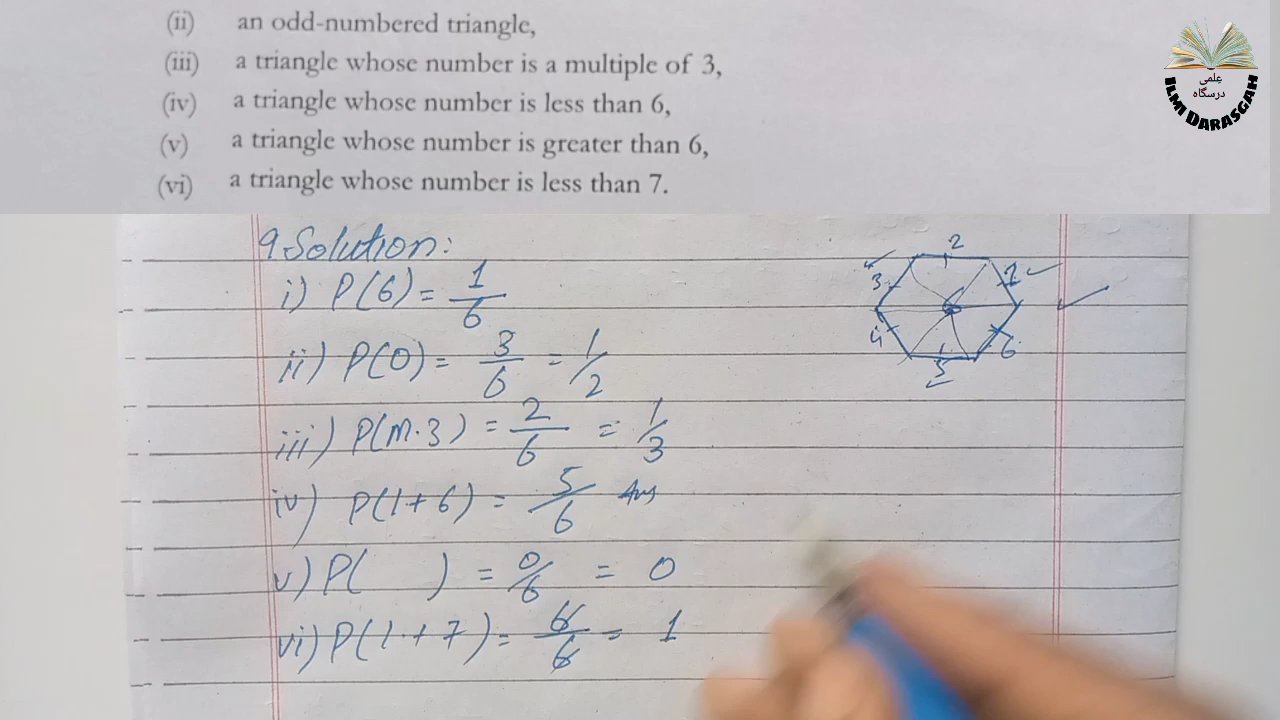 (ii) an odd-numbered triangle,
(iii) a triangle whose number is a multiple of 3,
(iv) a triangle whose number is less than 6,
(v) a triangle whose number is greater than 6,
(vi) a triangle whose number is less than 7.
علمی
درسگاہ
ILMI DARASGAH
9 Solution:
i) P(6) = 1/6
ii) P(O) = 3/6 = 1/2
iii) P(M.3) = 2/6 = 1/3
iv) P(l+6) = 5/6 Ans
v) P( ) = 0/6 = 0
vi) P(l.+7) = 6/6 = 1
2
3 1
4 6
5